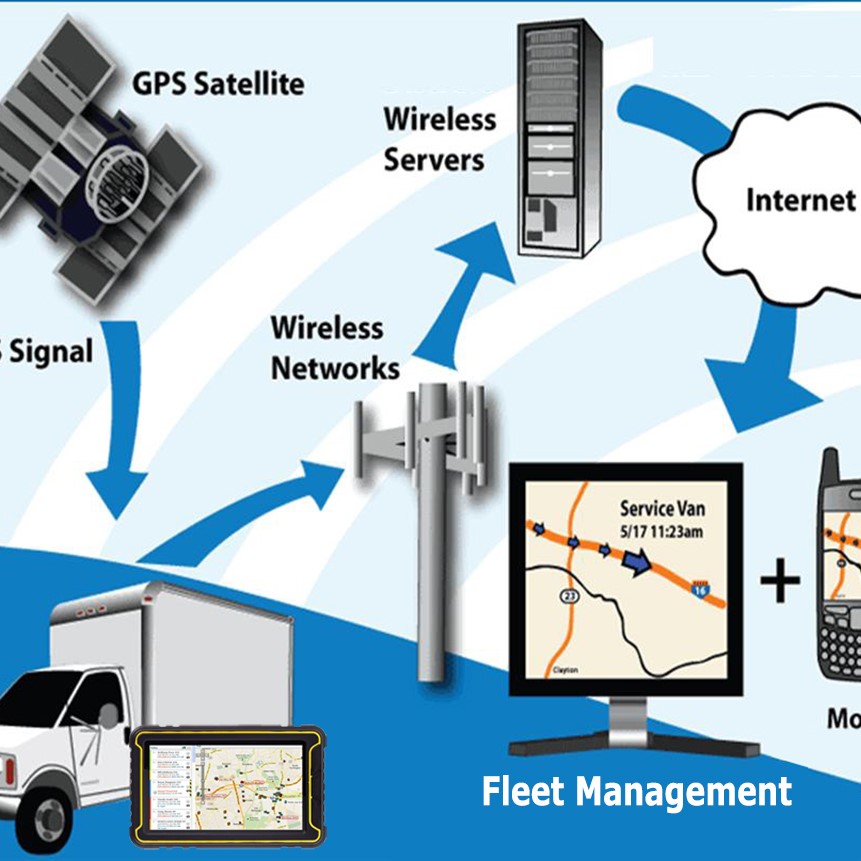 GPS Satellite
Wireless
Servers
Internet
Wireless
Networks
S Signal
Service Van
5/17 11:23am
16
23
Clayton
+
Mo
Fleet Management